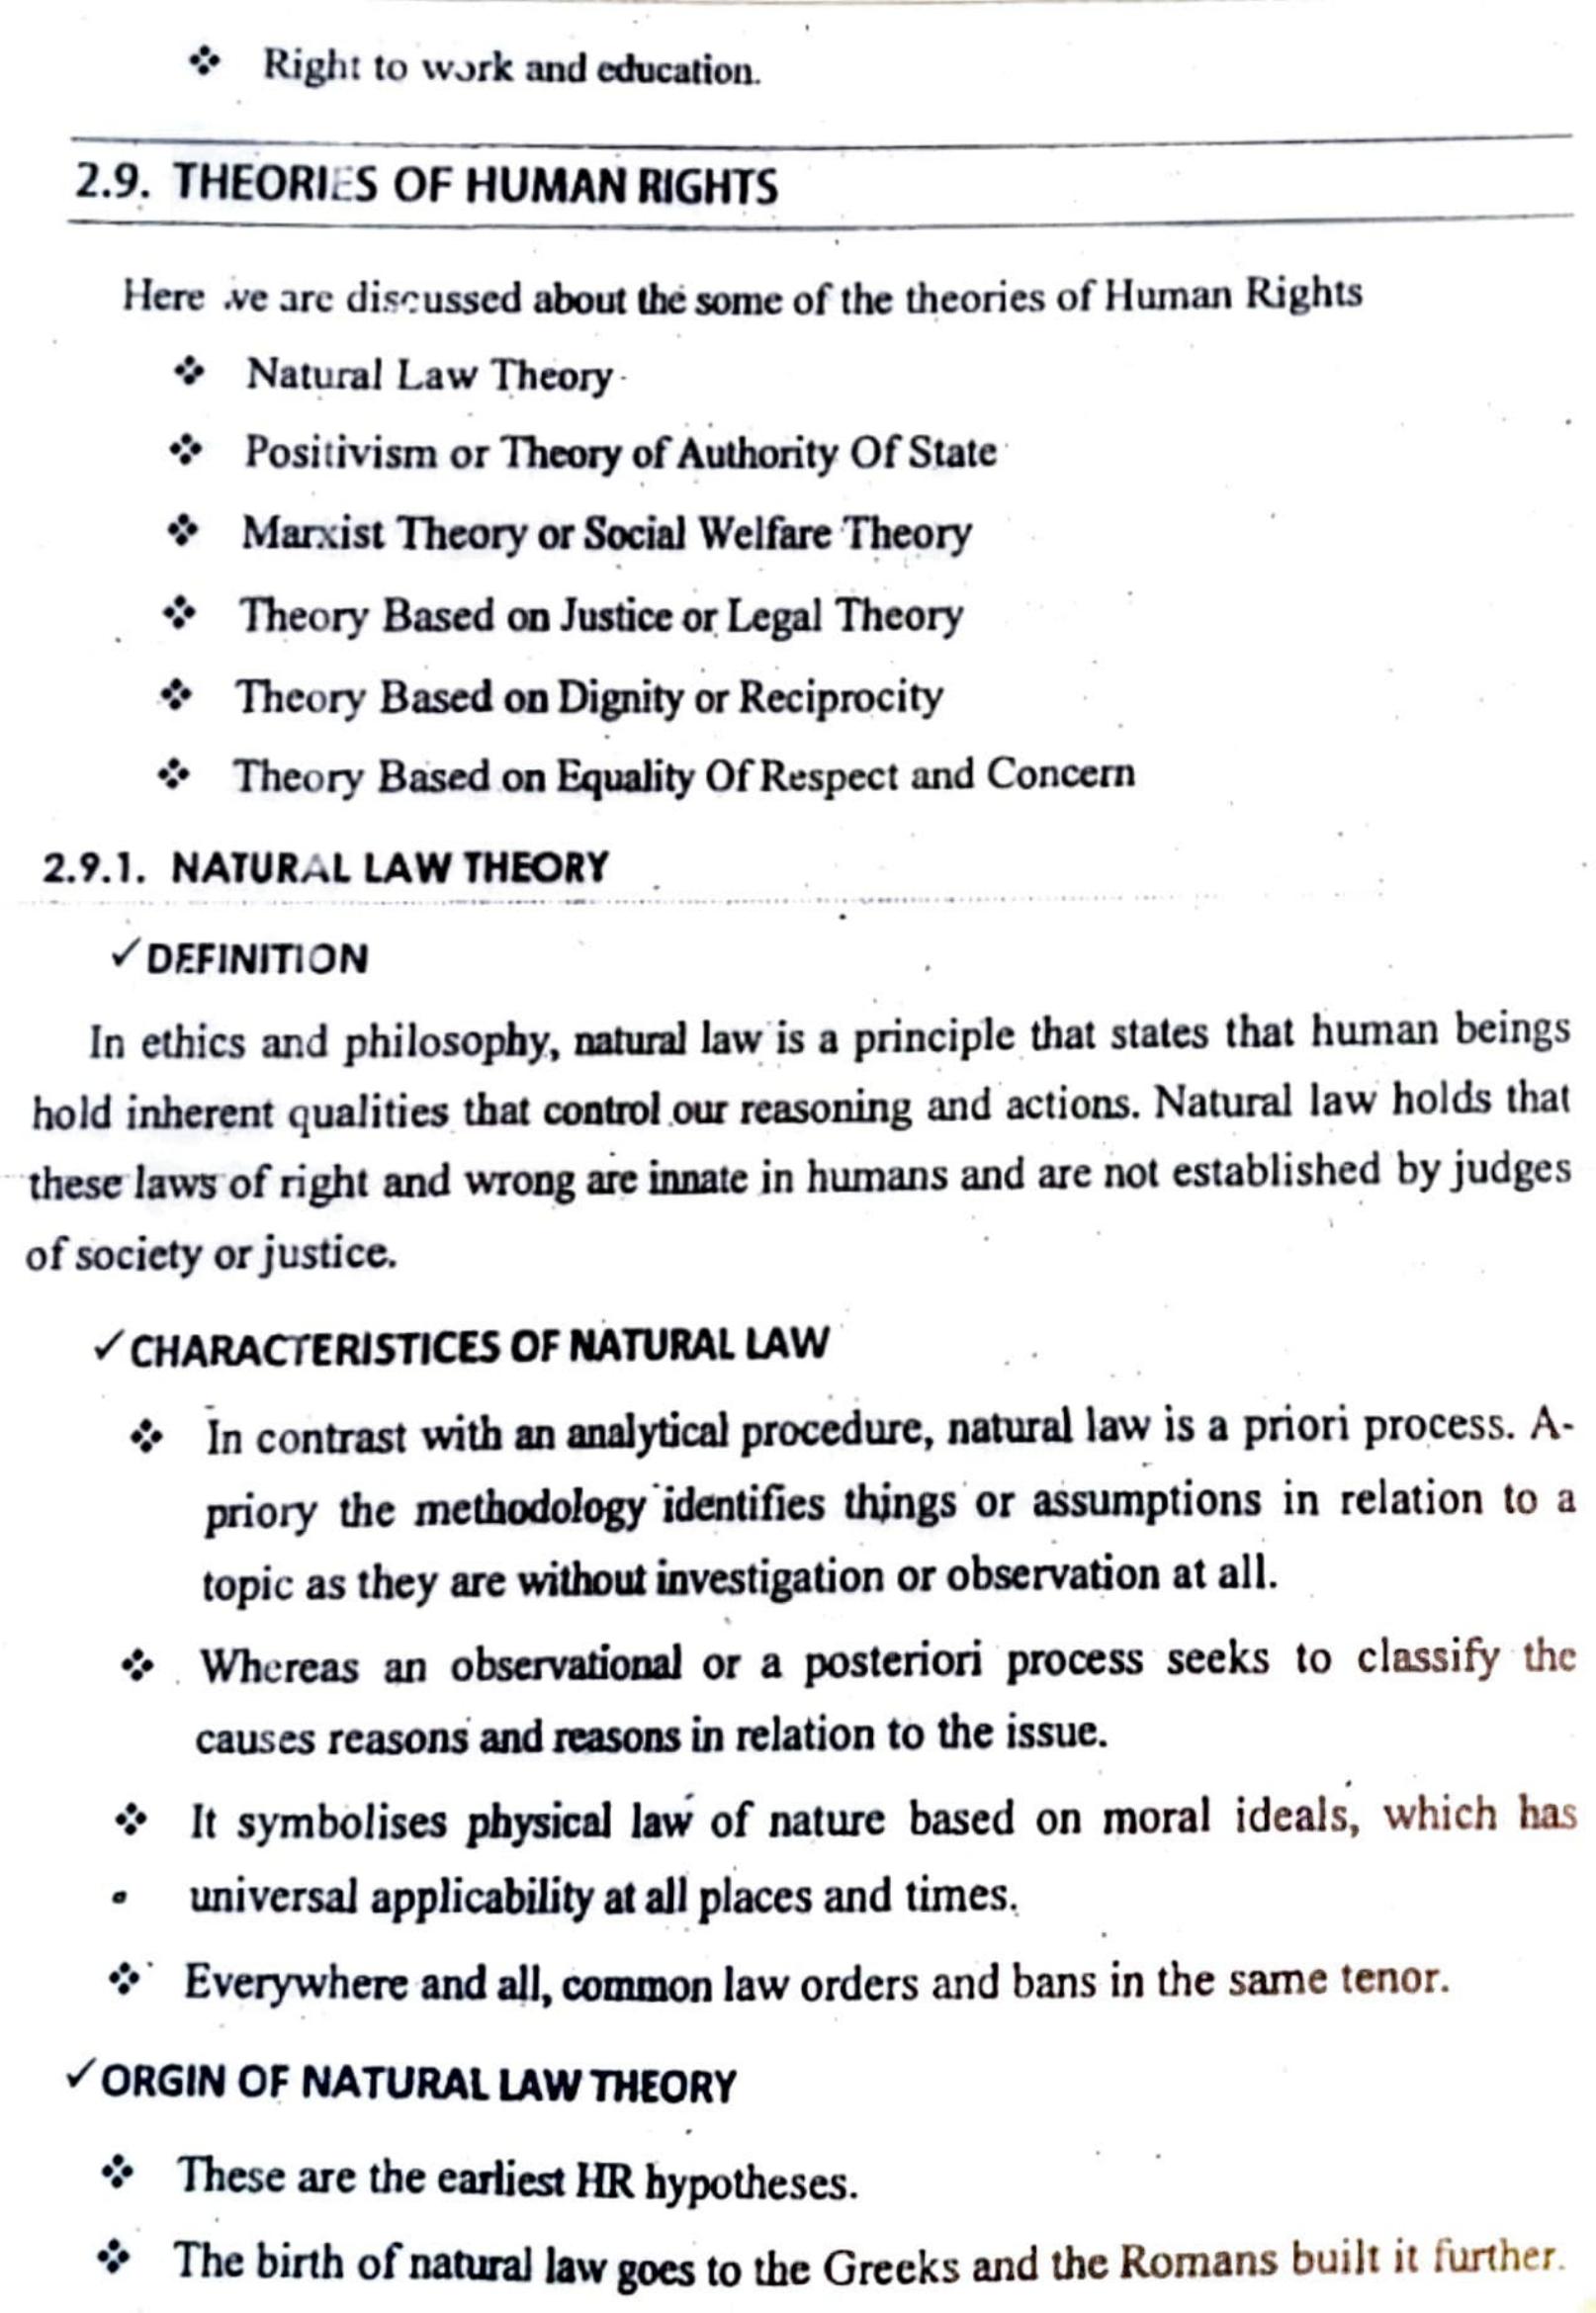 ❖ Right to work and education.
2.9. THEORIES OF HUMAN RIGHTS
Here we are discussed about the some of the theories of Human Rights
❖ Natural Law Theory
❖ Positivism or Theory of Authority Of State
❖ Marxist Theory or Social Welfare Theory
❖ Theory Based on Justice or Legal Theory
❖ Theory Based on Dignity or Reciprocity
❖ Theory Based on Equality Of Respect and Concern
2.9.1. NATURAL LAW THEORY
✓ DEFINITION
In ethics and philosophy, natural law is a principle that states that human beings
hold inherent qualities that control our reasoning and actions. Natural law holds that
these laws of right and wrong are innate in humans and are not established by judges
of society or justice.
✓ CHARACTERISTICES OF NATURAL LAW
❖ In contrast with an analytical procedure, natural law is a priori process. A-
priory the methodology identifies things or assumptions in relation to a
topic as they are without investigation or observation at all.
❖ Whereas an observational or a posteriori process seeks to classify the
causes reasons and reasons in relation to the issue.
❖ It symbolises physical law of nature based on moral ideals, which has
universal applicability at all places and times.
❖ Everywhere and all, common law orders and bans in the same tenor.
✓ ORGIN OF NATURAL LAW THEORY
❖ These are the earliest HR hypotheses.
❖ The birth of natural law goes to the Greeks and the Romans built it further.